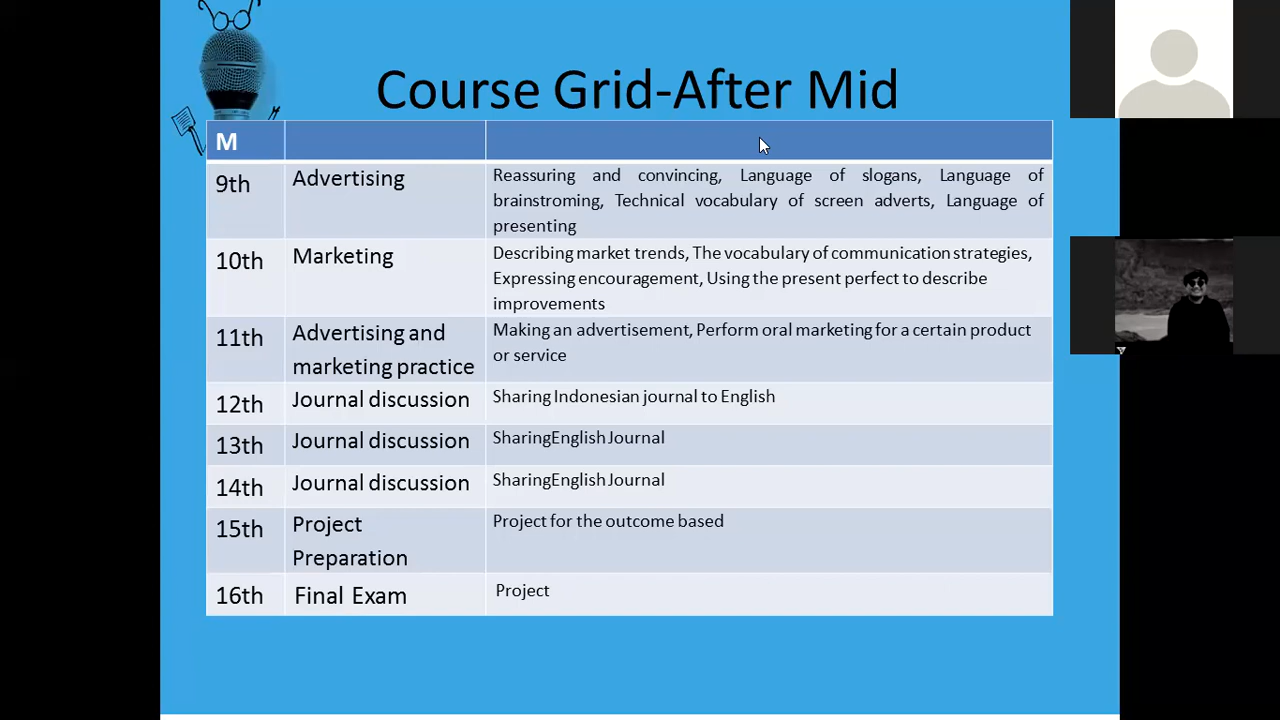 Course Grid-After Mid
M
9th
Advertising
Reassuring and convincing, Language of slogans, Language of
brainstroming, Technical vocabulary of screen adverts, Language of
presenting
10th
Marketing
Describing market trends, The vocabulary of communication strategies,
Expressing encouragement, Using the present perfect to describe
improvements
11th
Advertising and
marketing practice
Making an advertisement, Perform oral marketing for a certain product
or service
12th
Journal discussion
Sharing Indonesian journal to English
13th
Journal discussion
SharingEnglish Journal
14th
Journal discussion
SharingEnglish Journal
15th
Project
Preparation
Project for the outcome based
16th
Final Exam
Project